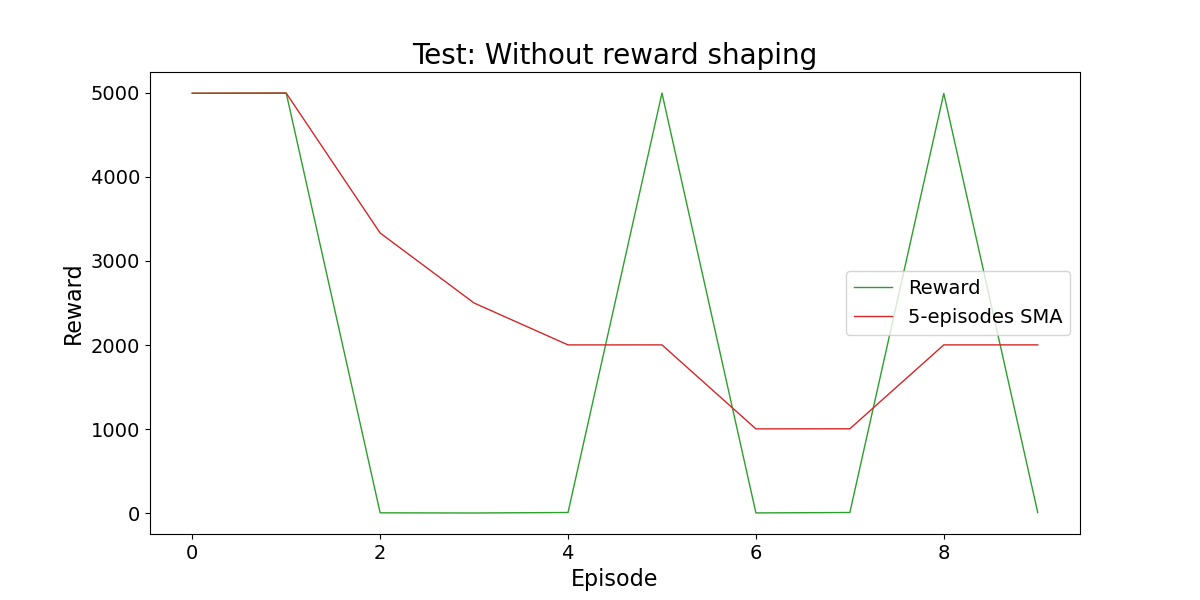 Test: Without reward shaping
Reward
5000
4000
3000
2000
1000
0
Reward
5-episodes SMA
0 2 4 6 8
Episode